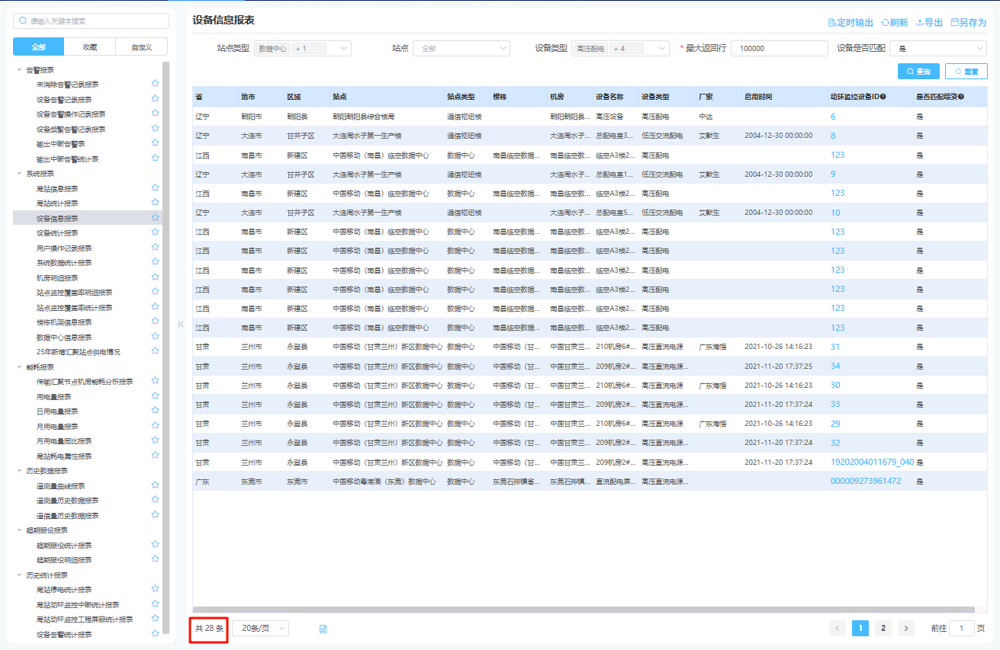 请输入关键字搜索
全部 收藏 自定义
告警报表
未消除告警记录报表
设备告警记录报表
设备告警操作记录报表
设备频繁告警记录报表
输出中断告警表
输出中断告警统计表
系统报表
局站信息报表
局站统计报表
设备信息报表
设备统计报表
用户操作记录报表
系统数据统计报表
机房明细报表
站点监控覆盖率明细报表
站点监控覆盖率统计报表
楼栋机架信息报表
数据中心信息报表
25年新增汇聚站点供电情况
能耗报表
传输汇聚节点机房能耗分析报表
用电量报表
日用电量报表
月用电量报表
月用电量同比报表
局站耗电属性报表
历史数据报表
遥测量曲线报表
遥测量历史数据报表
遥信量历史数据报表
超期服役报表
超期服役统计报表
超期服役明细报表
历史统计报表
局站停电统计报表
局站动环监控中断统计报表
局站动环监控工程屏蔽统计报表
设备告警统计报表
设备信息报表
定时输出 刷新 导出 另存为
站点类型 数据中心 + 1 站点 全部 设备类型 高压配电 + 4 * 最大返回行 100000 设备是否匹配 是
查询 重置
省 地市 区域 站点 站点类型 楼栋 机房 设备名称 设备类型 厂家 启用时间 动环监控设备ID 是否匹配综资
辽宁 朝阳市 朝阳县 朝阳朝阳县综合楼局 通信枢纽楼 朝阳朝阳县... 高压设备 高压配电 中达 6 是
辽宁 大连市 甘井子区 大连周水子第一生产楼 通信枢纽楼 大连周水子... 总配电室3... 低压交流配电 艾默生 2004-12-30 00:00:00 8 是
江西 南昌市 新建区 中国移动（南昌）临空数据中心 数据中心 南昌临空数据... 南昌临空数... 临空A3楼2... 高压配电 123 是
辽宁 大连市 甘井子区 大连周水子第一生产楼 通信枢纽楼 大连周水子... 总配电室1... 低压交流配电 艾默生 2004-12-30 00:00:00 9 是
江西 南昌市 新建区 中国移动（南昌）临空数据中心 数据中心 南昌临空数据... 南昌临空数... 临空A3楼2... 高压配电 123 是
辽宁 大连市 甘井子区 大连周水子第一生产楼 通信枢纽楼 大连周水子... 总配电室5... 低压交流配电 艾默生 2004-12-30 00:00:00 10 是
江西 南昌市 新建区 中国移动（南昌）临空数据中心 数据中心 南昌临空数据... 南昌临空数... 临空A3楼2... 高压配电 123 是
江西 南昌市 新建区 中国移动（南昌）临空数据中心 数据中心 南昌临空数据... 南昌临空数... 临空A3楼2... 高压配电 123 是
江西 南昌市 新建区 中国移动（南昌）临空数据中心 数据中心 南昌临空数据... 南昌临空数... 临空A3楼2... 高压配电 123 是
江西 南昌市 新建区 中国移动（南昌）临空数据中心 数据中心 南昌临空数据... 南昌临空数... 临空A3楼2... 高压配电 123 是
江西 南昌市 新建区 中国移动（南昌）临空数据中心 数据中心 南昌临空数据... 南昌临空数... 临空A3楼2... 高压配电 123 是
江西 南昌市 新建区 中国移动（南昌）临空数据中心 数据中心 南昌临空数据... 南昌临空数... 临空A3楼2... 高压配电 123 是
甘肃 兰州市 永登县 中国移动（甘肃兰州）新区数据中心 数据中心 中国移动（甘... 中国甘肃兰... 210机房6#... 高压直流电源 广东海悟 2021-10-26 14:16:23 31 是
甘肃 兰州市 永登县 中国移动（甘肃兰州）新区数据中心 数据中心 中国移动（甘... 中国甘肃兰... 209机房2#... 高压直流电源... 2021-11-20 17:37:25 34 是
甘肃 兰州市 永登县 中国移动（甘肃兰州）新区数据中心 数据中心 中国移动（甘... 中国甘肃兰... 210机房6#... 高压直流电源 广东海悟 2021-10-26 14:16:23 30 是
甘肃 兰州市 永登县 中国移动（甘肃兰州）新区数据中心 数据中心 中国移动（甘... 中国甘肃兰... 209机房2#... 高压直流电源... 2021-11-20 17:37:24 33 是
甘肃 兰州市 永登县 中国移动（甘肃兰州）新区数据中心 数据中心 中国移动（甘... 中国甘肃兰... 210机房6#... 高压直流电源 广东海悟 2021-10-26 14:16:23 29 是
甘肃 兰州市 永登县 中国移动（甘肃兰州）新区数据中心 数据中心 中国移动（甘... 中国甘肃兰... 209机房2#... 高压直流电源... 2021-11-20 17:37:24 32 是
甘肃 兰州市 永登县 中国移动（甘肃兰州）新区数据中心 数据中心 中国移动（甘... 中国甘肃兰... 209机房2#... 高压直流电源... 2021-11-20 17:37:24 19202004011679_040 是
广东 东莞市 东莞市 中国移动粤港澳（东莞）数据中心 数据中心 东莞石排镇省... 东莞石排镇... 直流配电屏... 高压直流电源... 000009273961472 是
共 28 条 20条/页 1 2 前往 1 页